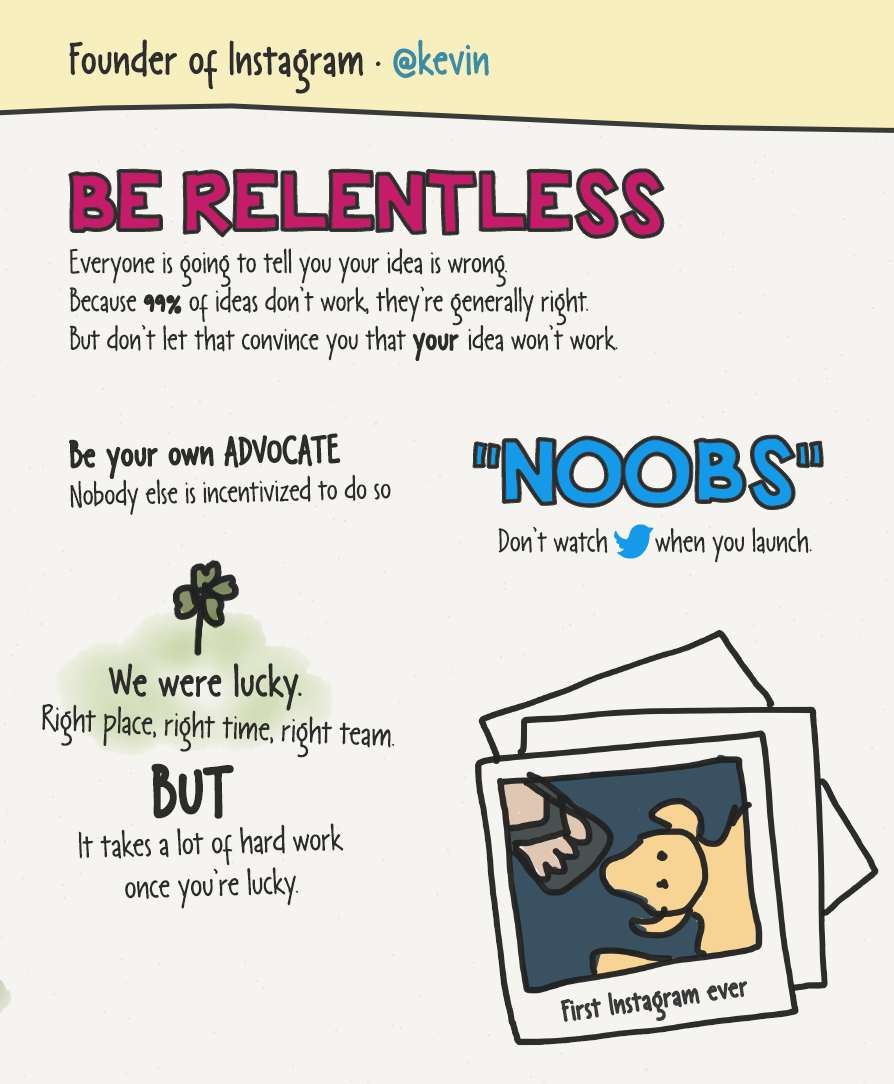 Founder of Instagram · @kevin
BE RELENTLESS
Everyone is going to tell you your idea is wrong.
Because 99% of ideas don't work, they're generally right.
But don't let that convince you that your idea won't work.
Be your own ADVOCATE
Nobody else is incentivized to do so
"NOOBS"
Don't watch when you launch.
We were lucky.
Right place, right time, right team.
BUT
It takes a lot of hard work
once you're lucky.
First Instagram ever